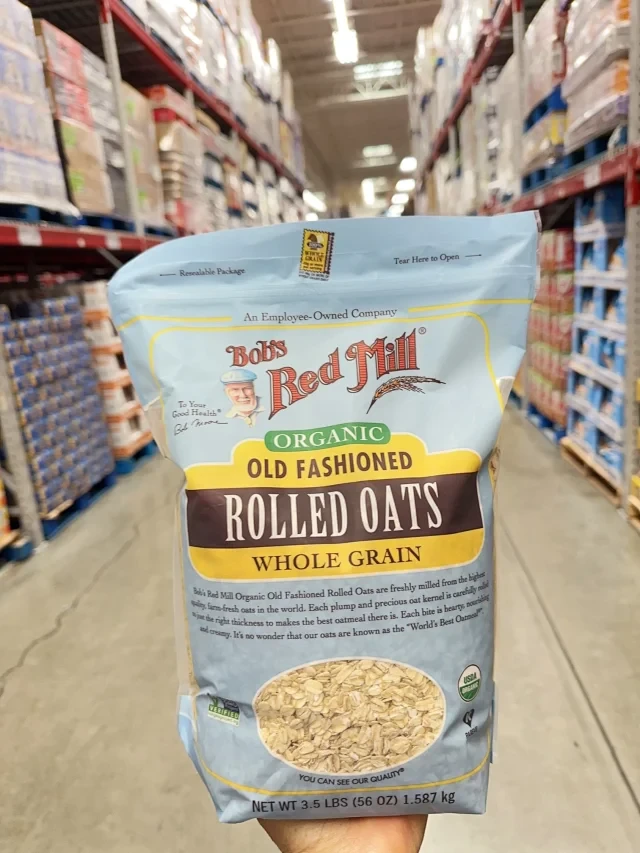 Resealable Package
WHOLE
GRAIN
Tear Here to Open
An Employee-Owned Company
Bob's
Red Mill®
To Your
Good Health®
Bob Moore
ORGANIC
OLD FASHIONED
ROLLED OATS
WHOLE GRAIN
Bob's Red Mill Organic Old Fashioned Rolled Oats are freshly milled from the highest
quality, farm-fresh oats in the world. Each plump and precious oat kernel is carefully rolled
to just the right thickness to make the best oatmeal there is. Each bite is hearty, nourishing
and creamy. It's no wonder that our oats are known as the "World's Best Oatmeal".
USDA
ORGANIC
VERIFIED
YOU CAN SEE OUR QUALITY®
NET WT 3.5 LBS (56 OZ) 1.587 kg